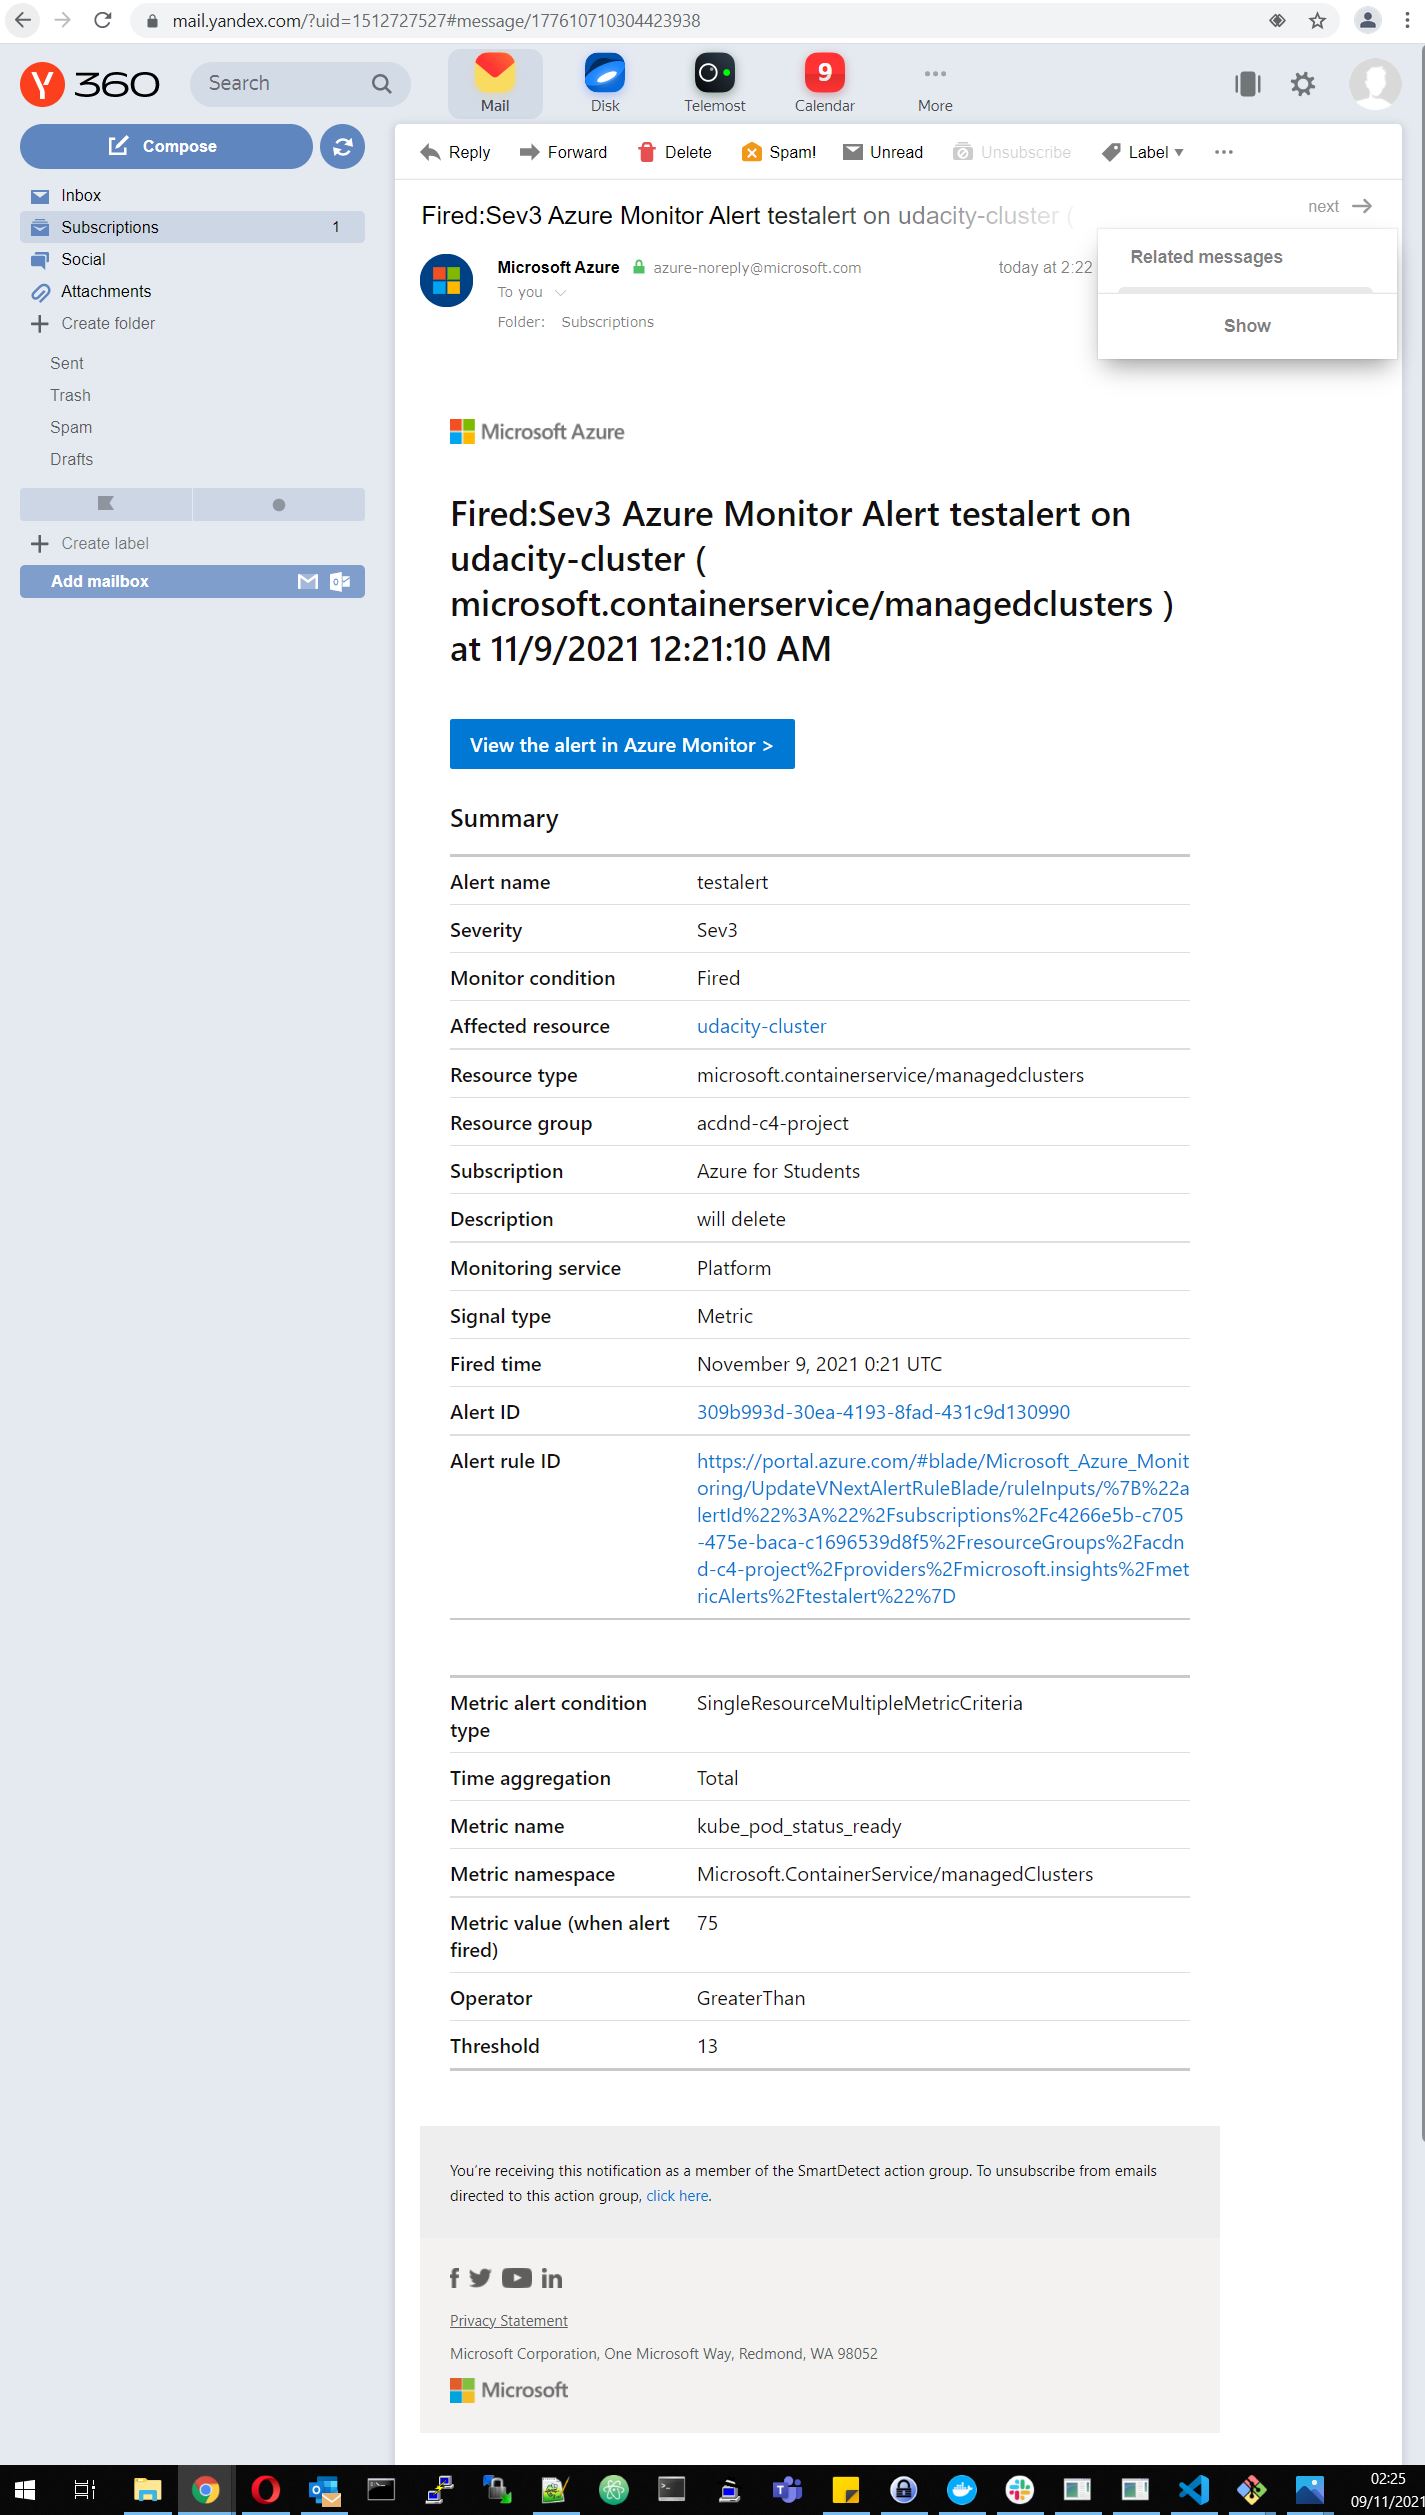 mail.yandex.com/?uid=1512727527#message/177610710304423938
Y 360
Search
9
Mail
Disk
Telemost
Calendar
More
Compose
Reply
Forward
Delete
Spam!
Unread
Unsubscribe
Label
Inbox
Subscriptions 1
Social
Attachments
Create folder
Sent
Trash
Spam
Drafts
Create label
Add mailbox
Fired:Sev3 Azure Monitor Alert testalert on udacity-cluster (
next
Related messages
Show
Microsoft Azure azure-noreply@microsoft.com
today at 2:22
To you
Folder: Subscriptions
Microsoft Azure
Fired:Sev3 Azure Monitor Alert testalert on
udacity-cluster (
microsoft.containerservice/managedclusters )
at 11/9/2021 12:21:10 AM
View the alert in Azure Monitor >
Summary
Alert name testalert
Severity Sev3
Monitor condition Fired
Affected resource udacity-cluster
Resource type microsoft.containerservice/managedclusters
Resource group acdnd-c4-project
Subscription Azure for Students
Description will delete
Monitoring service Platform
Signal type Metric
Fired time November 9, 2021 0:21 UTC
Alert ID 309b993d-30ea-4193-8fad-431c9d130990
Alert rule ID https://portal.azure.com/#blade/Microsoft_Azure_Monit
oring/UpdateVNextAlertRuleBlade/ruleInputs/%7B%22a
lertId%22%3A%22%2Fsubscriptions%2Fc4266e5b-c705
-475e-baca-c1696539d8f5%2FresourceGroups%2Facdn
d-c4-project%2Fproviders%2Fmicrosoft.insights%2Fmet
ricAlerts%2Ftestalert%22%7D
Metric alert condition SingleResourceMultipleMetricCriteria
type
Time aggregation Total
Metric name kube_pod_status_ready
Metric namespace Microsoft.ContainerService/managedClusters
Metric value (when alert 75
fired)
Operator GreaterThan
Threshold 13
You're receiving this notification as a member of the SmartDetect action group. To unsubscribe from emails
directed to this action group, click here.
Privacy Statement
Microsoft Corporation, One Microsoft Way, Redmond, WA 98052
Microsoft
02:25
09/11/2021